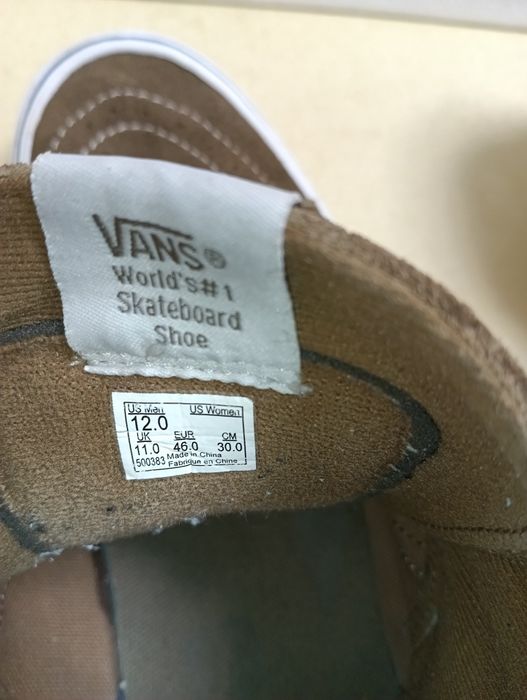 VANS®
World's #1
Skateboard
Shoe
US Men US Women
12.0
UK EUR CM
11.0 46.0 30.0
500383 Made in China
Fabriqué en Chine